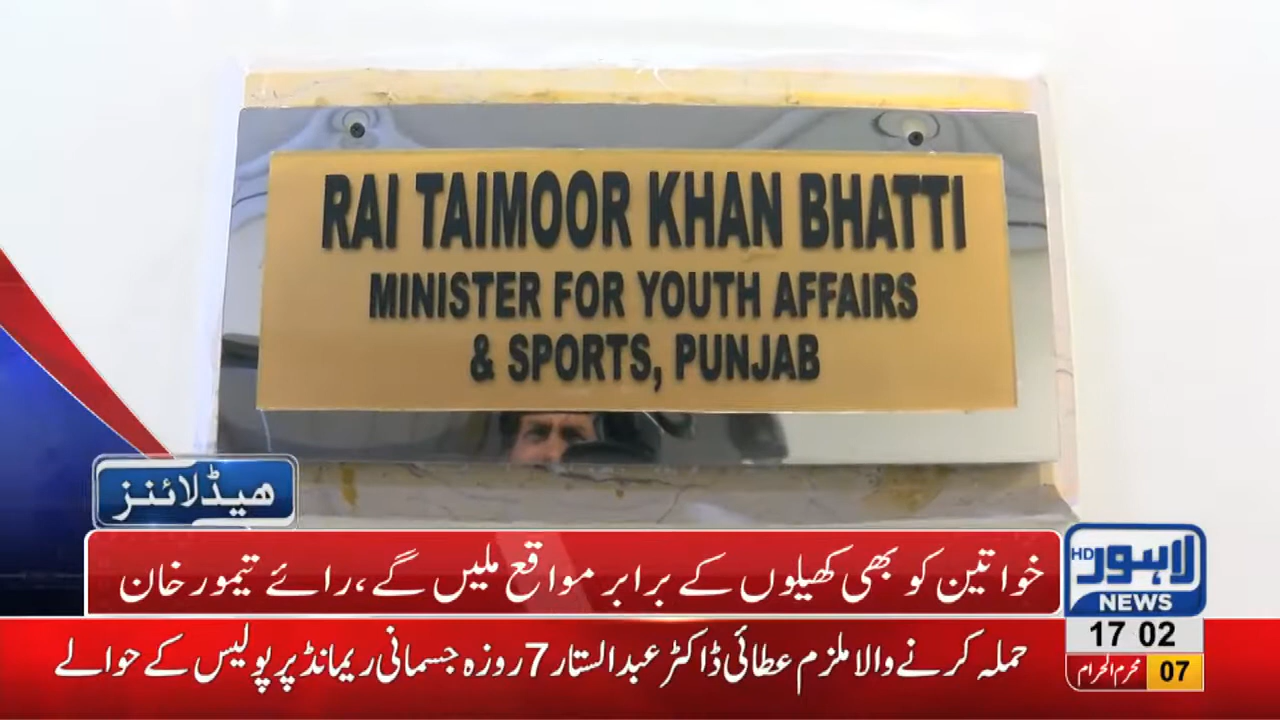 RAI TAIMOOR KHAN BHATTI
MINISTER FOR YOUTH AFFAIRS
& SPORTS, PUNJAB
ھیڈلائنز
خواتین کو بھی کھیلوں کے برابر مواقع ملیں گے، رائے تیمور خان
HD لاہور
NEWS
17 02
حملہ کرنے والا ملزم عطائی ڈاکٹر عبدالستار 7 روزہ جسمانی ریمانڈ پر پولیس کے حوالے
07 محرم الحرام